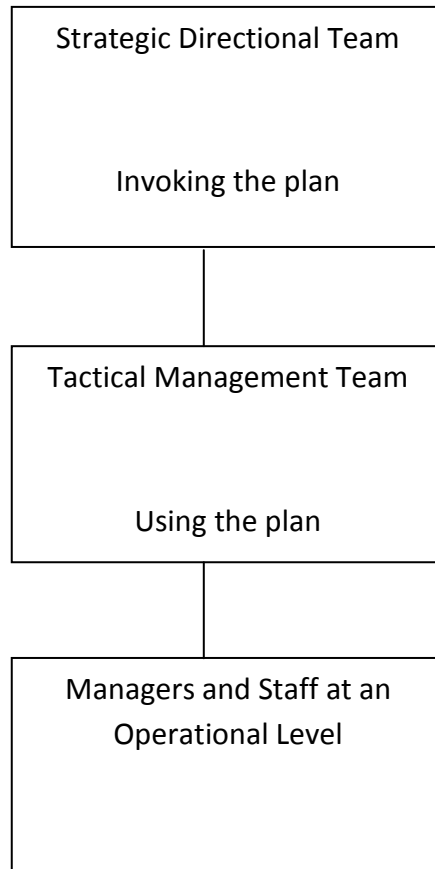 Strategic Directional Team
Invoking the plan
Tactical Management Team
Using the plan
Managers and Staff at an
Operational Level